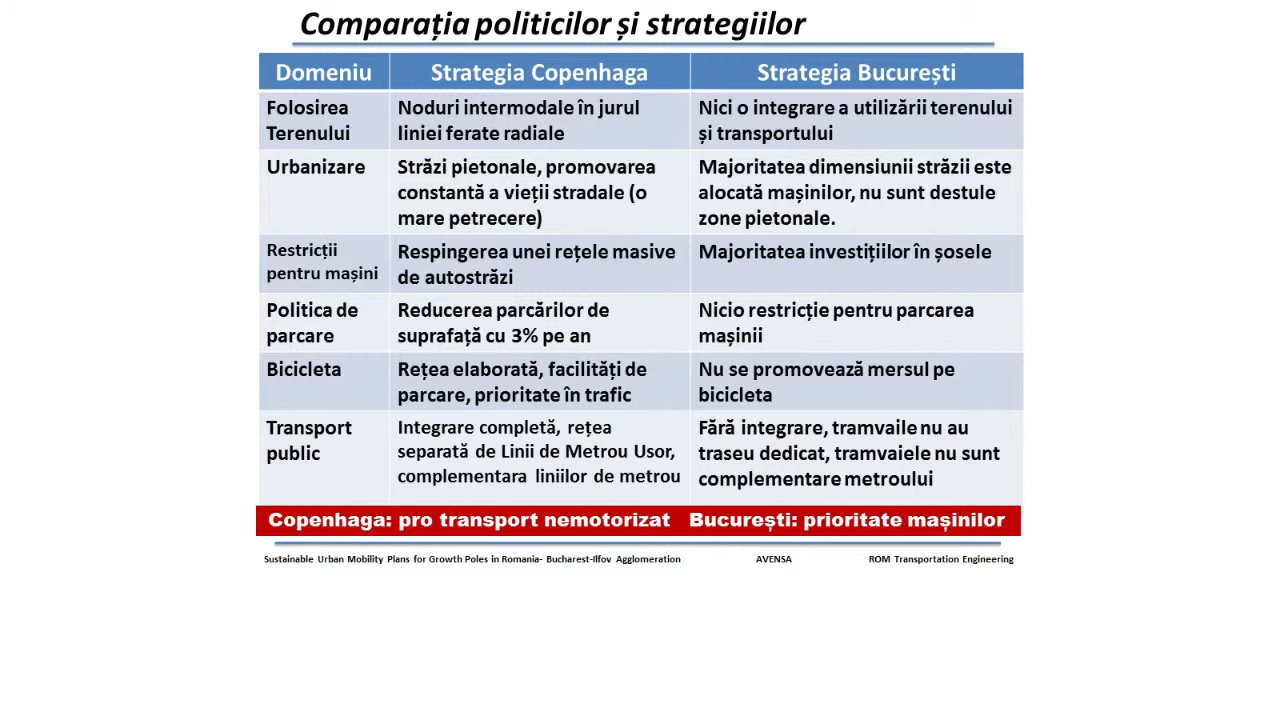 Comparația politicilor și strategiilor
Domeniu
Strategia Copenhaga
Strategia București
Folosirea
Terenului
Noduri intermodale în jurul
liniei ferate radiale
Nici o integrare a utilizării terenului
și transportului
Urbanizare
Străzi pietonale, promovarea
constantă a vieții stradale (o
mare petrecere)
Majoritatea dimensiunii străzii este
alocată mașinilor, nu sunt destule
zone pietonale.
Restricții
pentru mașini
Respingerea unei rețele masive
de autostrăzi
Majoritatea investițiilor în șosele
Politica de
parcare
Reducerea parcărilor de
suprafață cu 3% pe an
Nicio restricție pentru parcarea
mașinii
Bicicleta
Rețea elaborată, facilități de
parcare, prioritate în trafic
Nu se promovează mersul pe
bicicleta
Transport
public
Integrare completă, rețea
separată de Linii de Metrou Usor,
complementara liniilor de metrou
Fără integrare, tramvaile nu au
traseu dedicat, tramvaiele nu sunt
complementare metroului
Copenhaga: pro transport nemotorizat București: prioritate mașinilor
Sustainable Urban Mobility Plans for Growth Poles in Romania- Bucharest-Ilfov Agglomeration
AVENSA
ROM Transportation Engineering